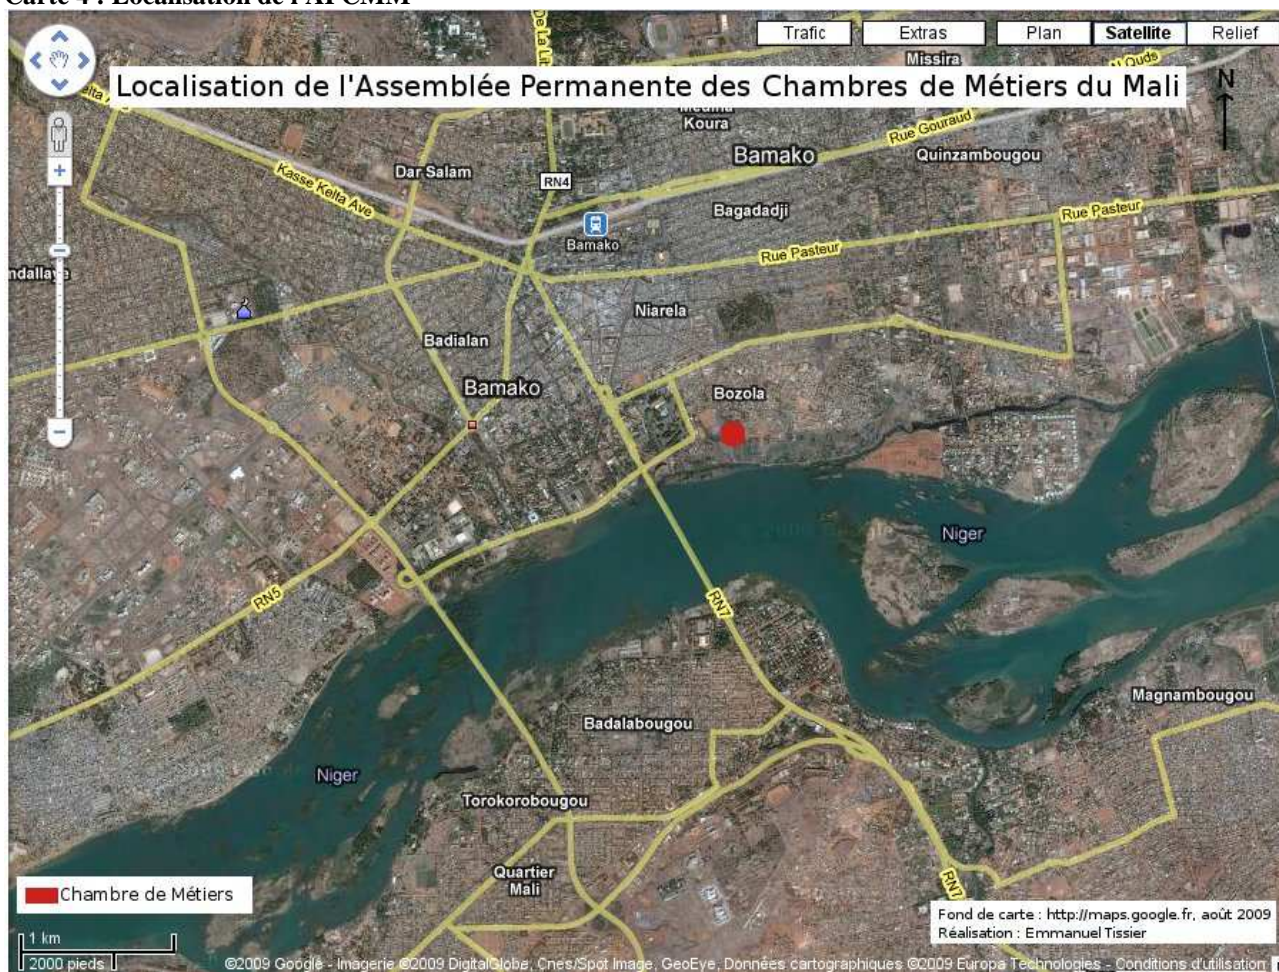 Carte 4 : Localisation de l'APCMM
Trafic
Extras
Plan
Satellite
Relief
Missira
Localisation de l'Assemblée Permanente des Chambres de Métiers du Mali
N
Koura
Rue Gouraud
Bamako
Quinzambougou
Dar Salam
Kasse Keïta Ave
RN4
Bagadadji
Rue Pasteur
Bamako
Rue Pasteur
Niarela
Badialan
Bamako
Bozola
Niger
RN5
RN7
Magnambougou
Badalabougou
Niger
Torokorobougou
Quartier
Mali
RN7
Chambre de Métiers
Fond de carte : http://maps.google.fr, août 2009
Réalisation : Emmanuel Tissier
1 km
2000 pieds
©2009 Google - Imagerie ©2009 DigitalGlobe, Cnes/Spot Image, GeoEye, Données cartographiques ©2009 Europa Technologies - Conditions d'utilisation